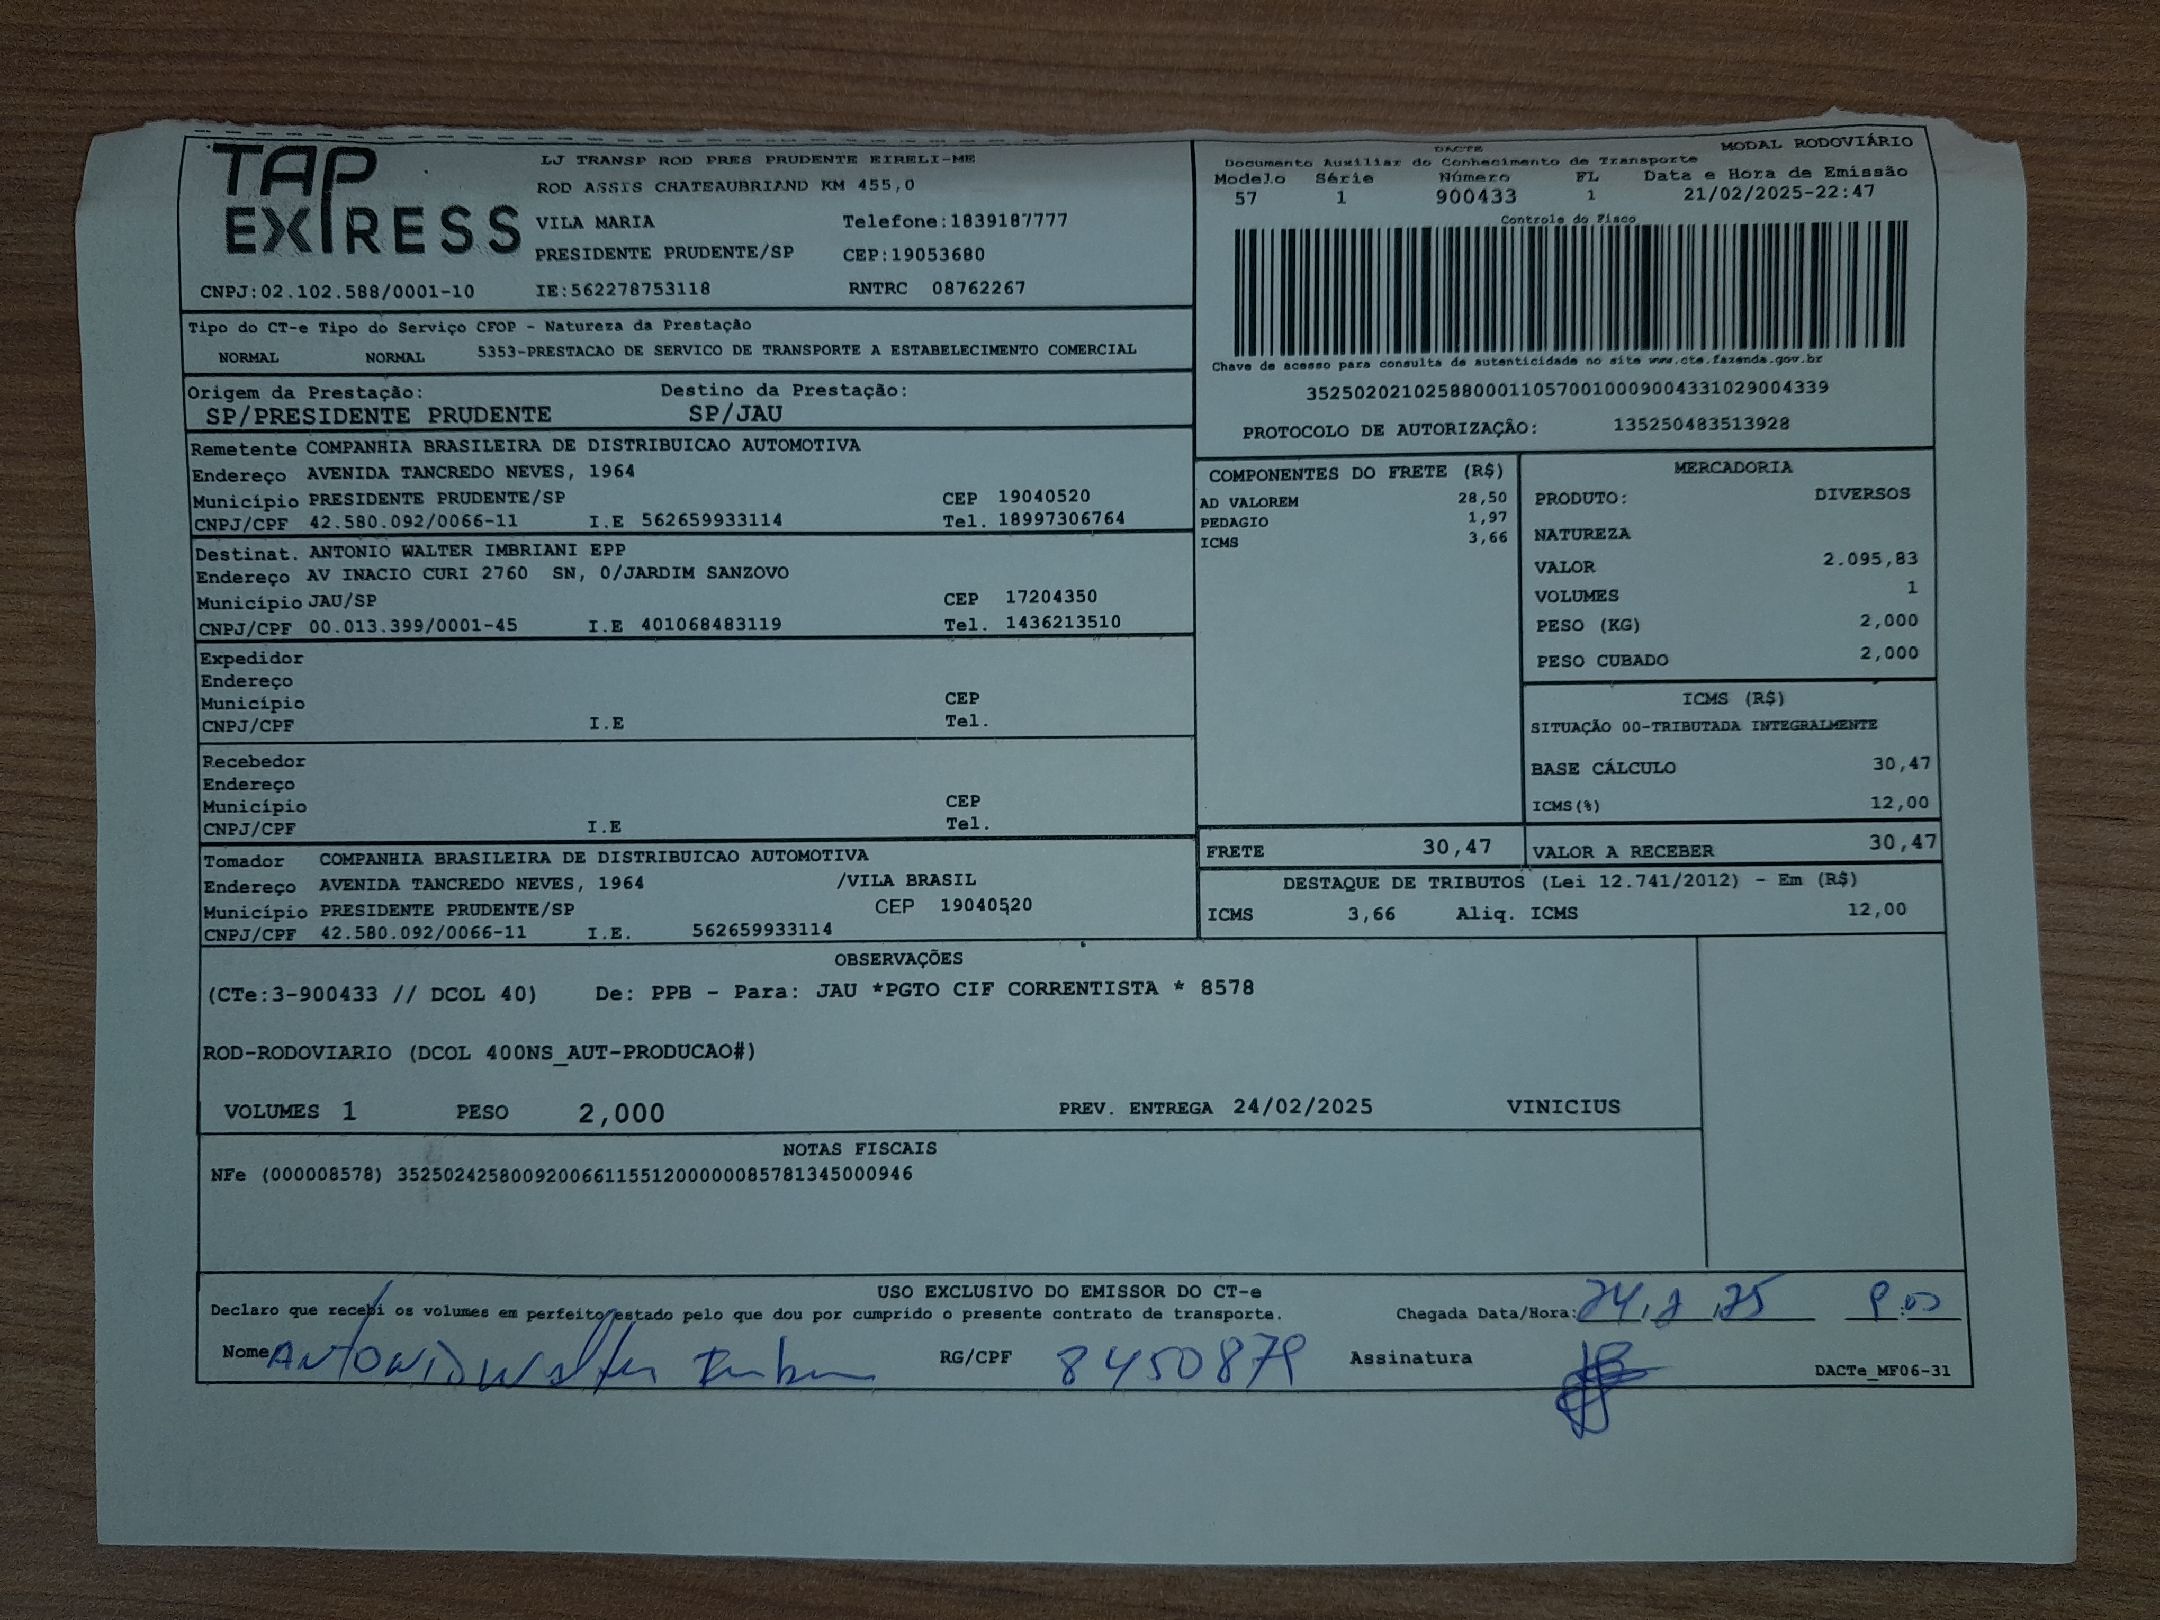 TAP EXPRESS
LJ TRANSP ROD PRES PRUDENTE EIRELI-ME
ROD ASSIS CHATEAUBRIAND KM 455,0
VILA MARIA Telefone:1839187777
PRESIDENTE PRUDENTE/SP CEP:19053680
CNPJ:02.102.588/0001-10 IE:562278753118 RNTRC 08762267
DACTE MODAL RODOVIÁRIO
Documento Auxiliar do Conhecimento de Transporte
Modelo Série Número FL Data e Hora de Emissão
57 1 900433 1 21/02/2025-22:47
Controle do Fisco
Chave de acesso para consulta de autenticidade no site www.cte.fazenda.gov.br
35250202102588000110570010009004331029004339
PROTOCOLO DE AUTORIZAÇÃO: 135250483513928
Tipo do CT-e Tipo do Serviço CFOP - Natureza da Prestação
NORMAL NORMAL 5353-PRESTACAO DE SERVICO DE TRANSPORTE A ESTABELECIMENTO COMERCIAL
Origem da Prestação: Destino da Prestação:
SP/PRESIDENTE PRUDENTE SP/JAU
Remetente COMPANHIA BRASILEIRA DE DISTRIBUICAO AUTOMOTIVA
Endereço AVENIDA TANCREDO NEVES, 1964
Município PRESIDENTE PRUDENTE/SP CEP 19040520
CNPJ/CPF 42.580.092/0066-11 I.E 562659933114 Tel. 18997306764
Destinat. ANTONIO WALTER IMBRIANI EPP
Endereço AV INACIO CURI 2760 SN, 0/JARDIM SANZOVO
Município JAU/SP CEP 17204350
CNPJ/CPF 00.013.399/0001-45 I.E 401068483119 Tel. 1436213510
Expedidor
Endereço
Município CEP
CNPJ/CPF I.E Tel.
Recebedor
Endereço
Município CEP
CNPJ/CPF I.E Tel.
Tomador COMPANHIA BRASILEIRA DE DISTRIBUICAO AUTOMOTIVA
Endereço AVENIDA TANCREDO NEVES, 1964 /VILA BRASIL
Município PRESIDENTE PRUDENTE/SP CEP 19040520
CNPJ/CPF 42.580.092/0066-11 I.E. 562659933114
COMPONENTES DO FRETE (R$)
AD VALOREM 28,50
PEDAGIO 1,97
ICMS 3,66
MERCADORIA
PRODUTO: DIVERSOS
NATUREZA
VALOR 2.095,83
VOLUMES 1
PESO (KG) 2,000
PESO CUBADO 2,000
ICMS (R$)
SITUAÇÃO 00-TRIBUTADA INTEGRALMENTE
BASE CÁLCULO 30,47
ICMS(%) 12,00
FRETE 30,47 VALOR A RECEBER 30,47
DESTAQUE DE TRIBUTOS (Lei 12.741/2012) - Em (R$)
ICMS 3,66 Aliq. ICMS 12,00
OBSERVAÇÕES
(CTe:3-900433 // DCOL 40) De: PPB - Para: JAU *PGTO CIF CORRENTISTA * 8578
ROD-RODOVIARIO (DCOL 400NS_AUT-PRODUCAO#)
VOLUMES 1 PESO 2,000 PREV. ENTREGA 24/02/2025 VINICIUS
NOTAS FISCAIS
NFe (000008578) 35250242580092006611551200000085781345000946
USO EXCLUSIVO DO EMISSOR DO CT-e
Declaro que recebi os volumes em perfeito estado pelo que dou por cumprido o presente contrato de transporte. Chegada Data/Hora: 24,2,25 9:00
Nome ANTONIO Walter RG/CPF 8450879 Assinatura
DACTe_MF06-31